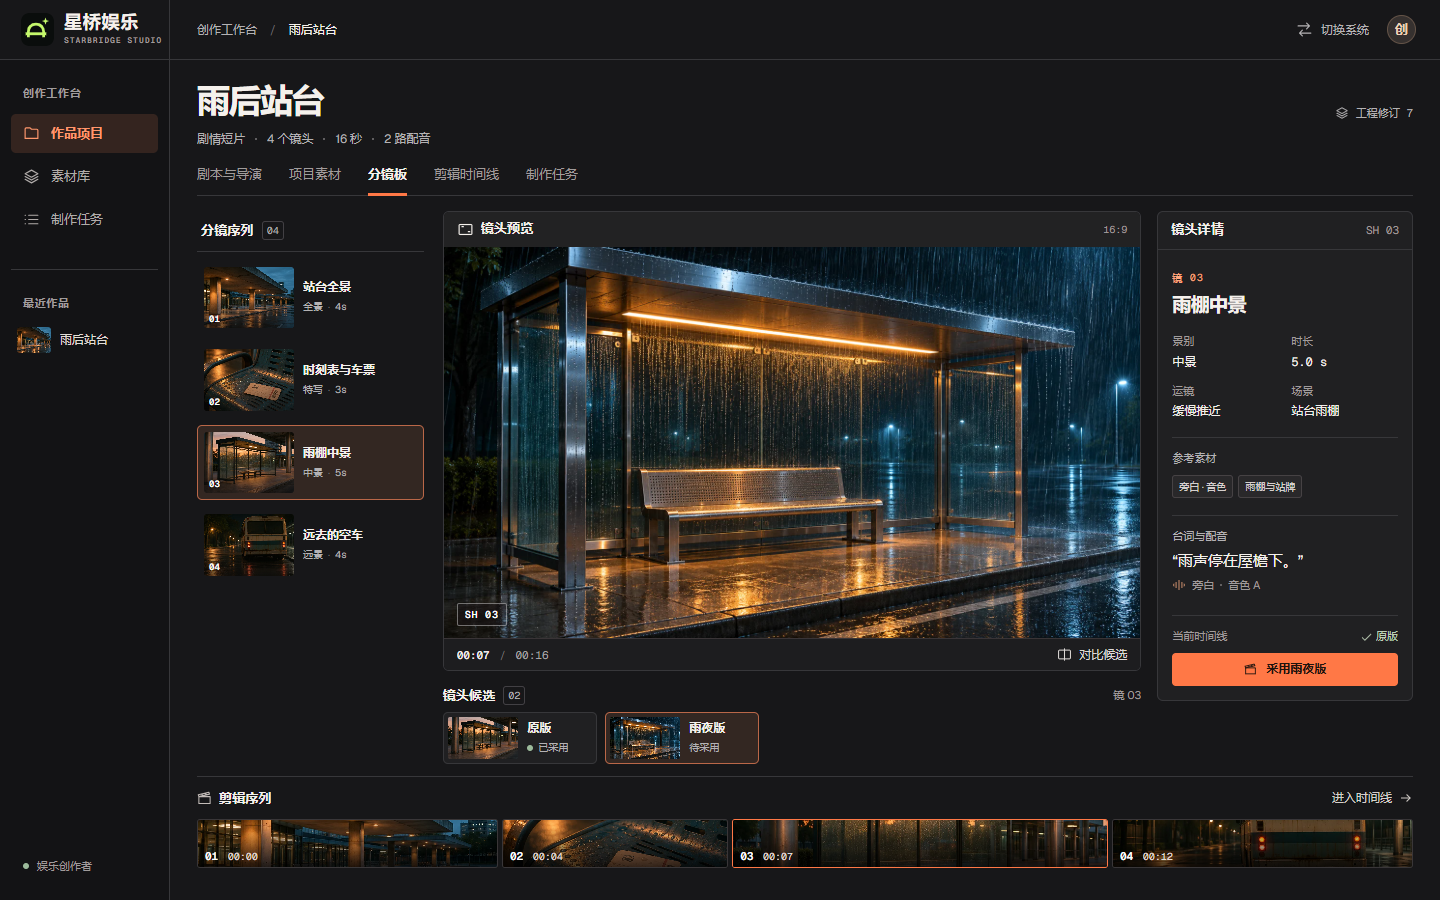 星桥娱乐
STARBRIDGE STUDIO
创作工作台 / 雨后站台
切换系统
创
创作工作台
作品项目
素材库
制作任务
最近作品
雨后站台
娱乐创作者
雨后站台
剧情短片 · 4 个镜头 · 16 秒 · 2 路配音
工程修订 7
剧本与导演
项目素材
分镜板
剪辑时间线
制作任务
分镜序列 04
01
站台全景
全景 · 4s
02
时刻表与车票
特写 · 3s
03
雨棚中景
中景 · 5s
04
远去的空车
远景 · 4s
镜头预览
16:9
SH 03
00:07 / 00:16
对比候选
镜头候选 02
镜 03
原版
已采用
雨夜版
待采用
镜头详情
SH 03
镜 03
雨棚中景
景别
时长
中景
5.0 s
运镜
场景
缓慢推近
站台雨棚
参考素材
旁白·音色
雨棚与站牌
台词与配音
“雨声停在屋檐下。”
旁白 · 音色 A
当前时间线
原版
采用雨夜版
剪辑序列
进入时间线
01 00:00
02 00:04
03 00:07
04 00:12